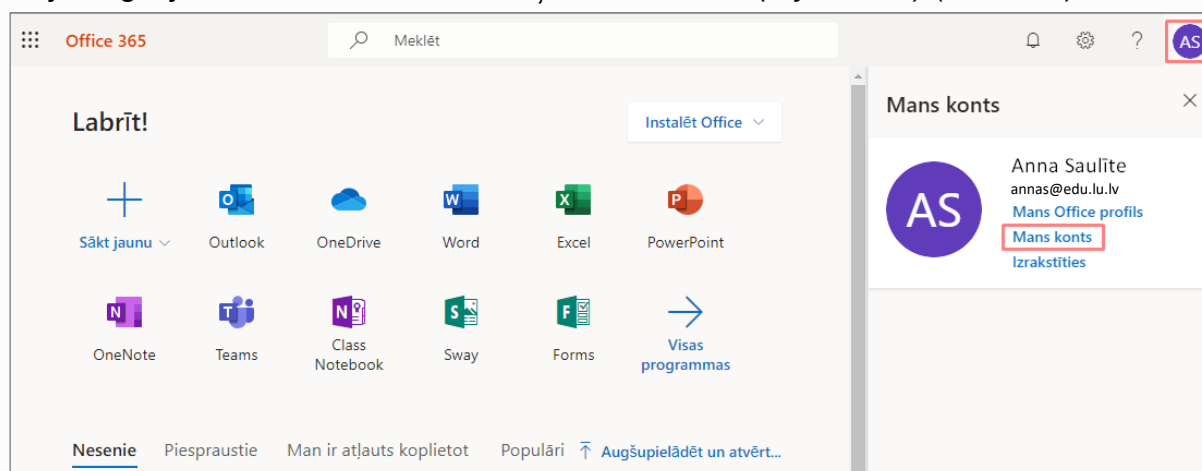 Office 365
Meklēt
AS
Labrīt!
Instalēt Office
Mans konts
AS
Anna Saulīte
annas@edu.lu.lv
Mans Office profils
Mans konts
Izrakstīties
Sākt jaunu
Outlook
OneDrive
Word
Excel
PowerPoint
OneNote
Teams
Class
Notebook
Sway
Forms
Visas
programmas
Nesenie Piespraustie Man ir atļauts koplietot Populāri Augšupielādēt un atvērt...